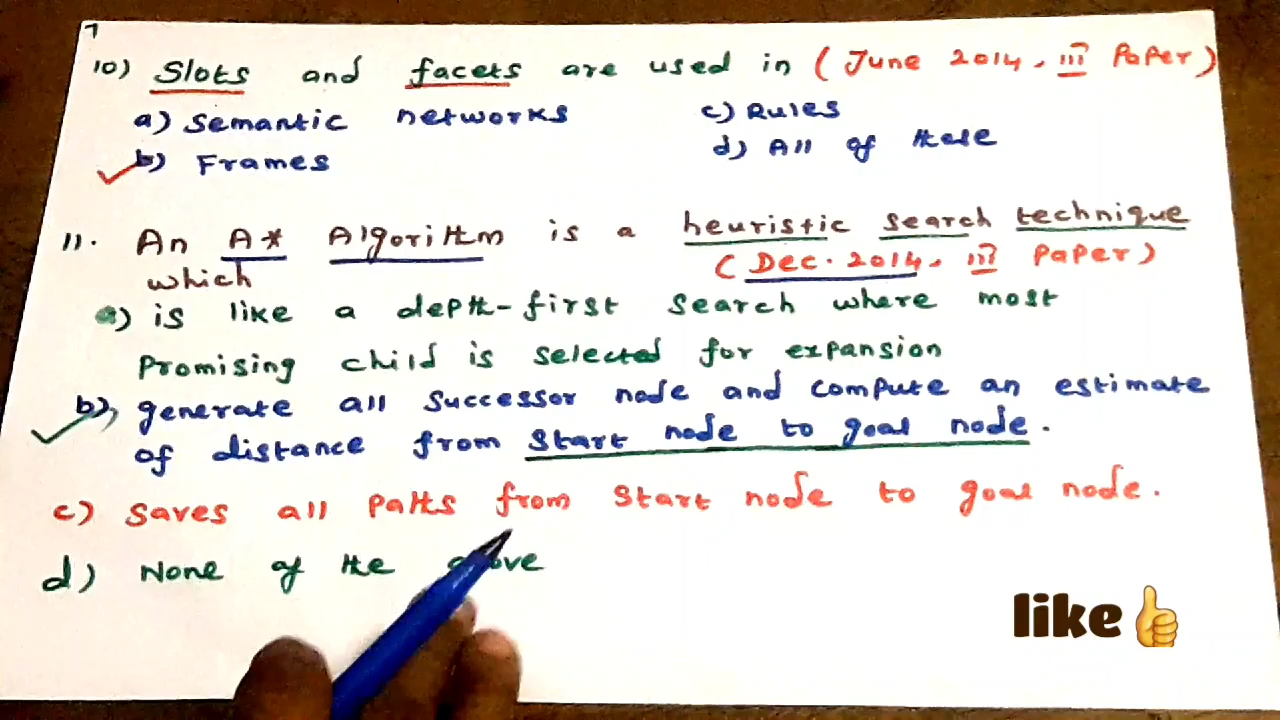 7
10) Slots and facets are used in (June 2014, III Paper)
a) Semantic networks c) Rules
b) Frames d) All of these
11. An A* Algorithm is a heuristic search technique
which (Dec. 2014, III Paper)
a) is like a depth-first search where most
promising child is selected for expansion
b) generate all successor node and compute an estimate
of distance from start node to goal node.
c) saves all paths from start node to goal node.
d) None of the above
like